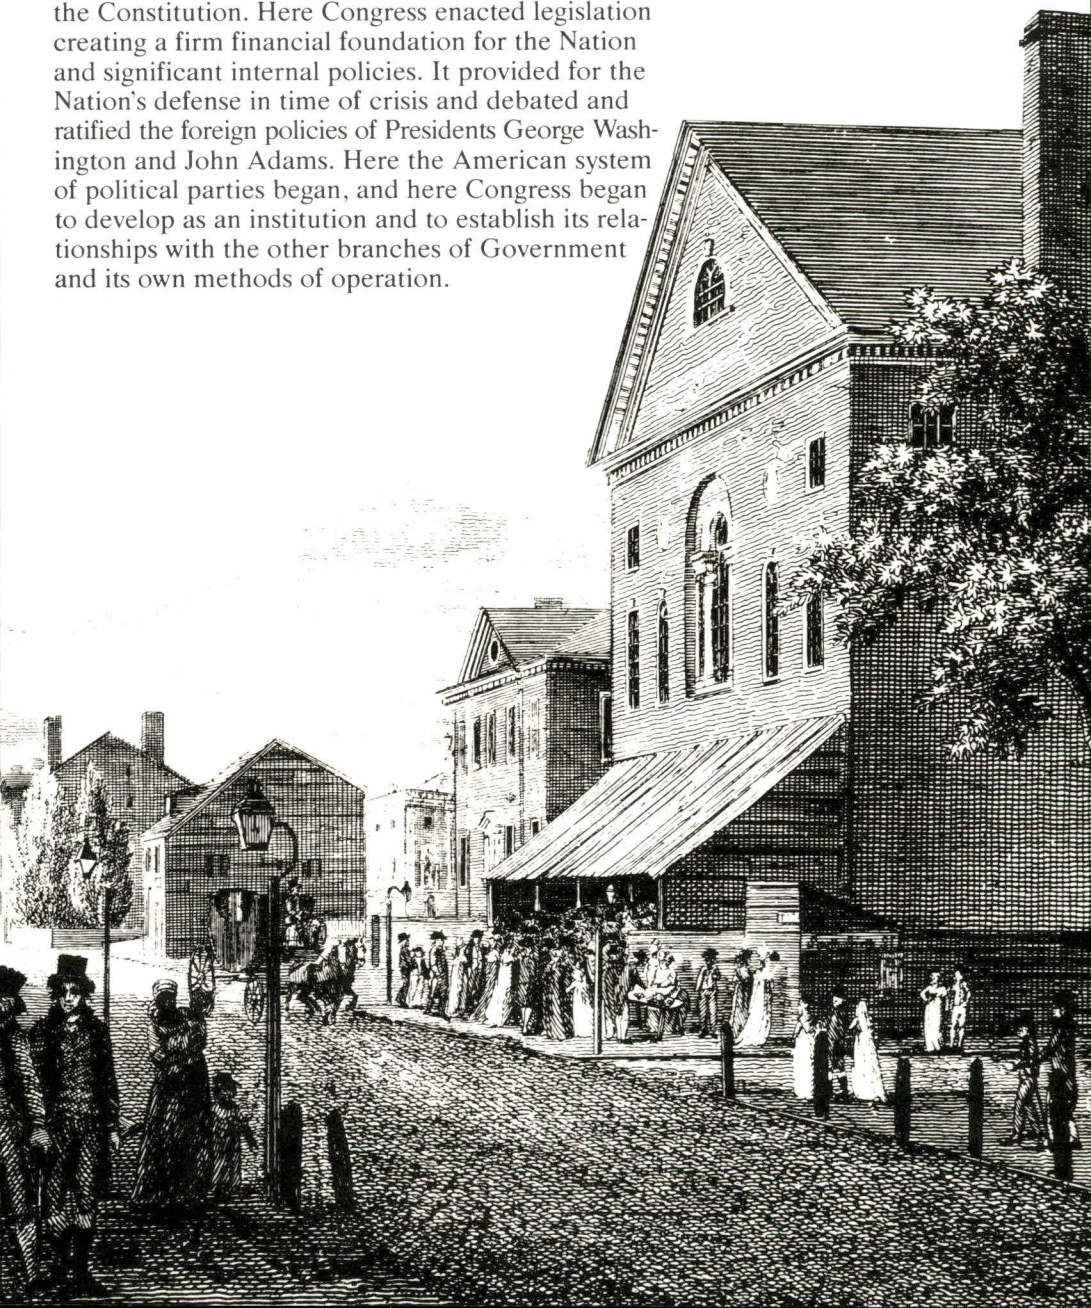 the Constitution. Here Congress enacted legislation
creating a firm financial foundation for the Nation
and significant internal policies. It provided for the
Nation's defense in time of crisis and debated and
ratified the foreign policies of Presidents George Wash-
ington and John Adams. Here the American system
of political parties began, and here Congress began
to develop as an institution and to establish its rela-
tionships with the other branches of Government
and its own methods of operation.